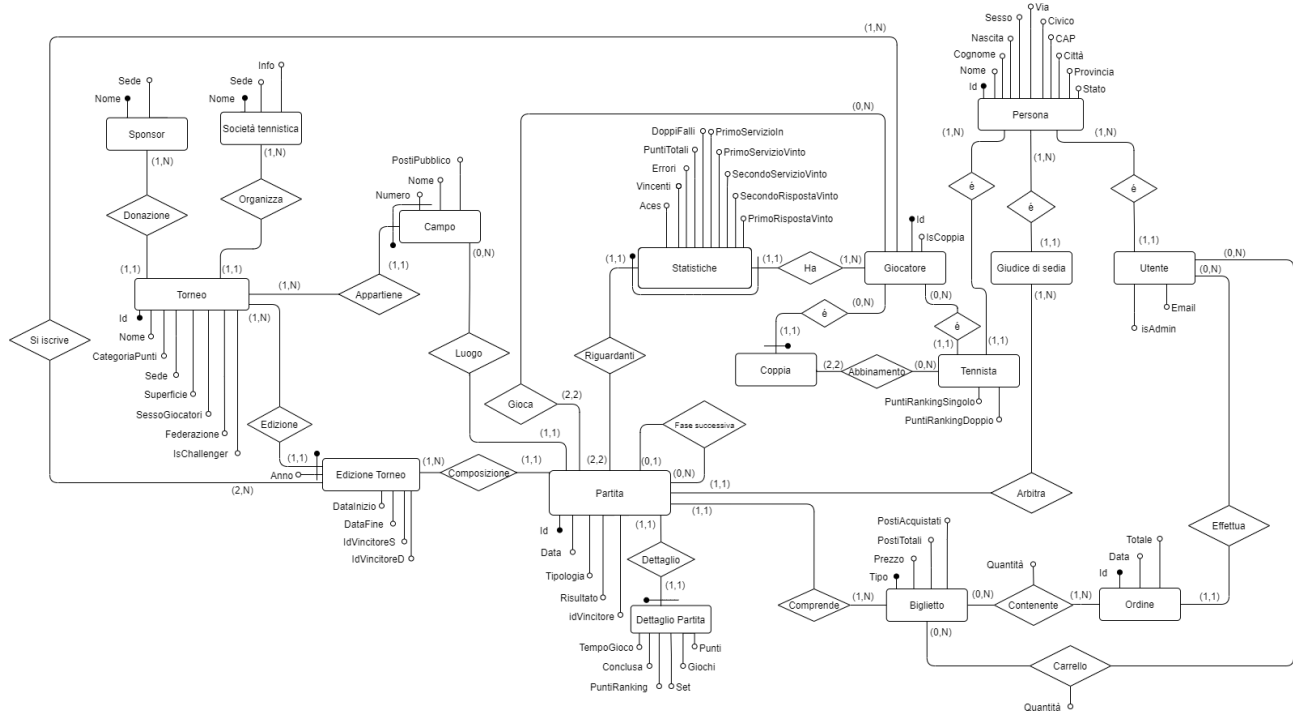 Via
Sesso
Civico
(1,N)
Nascita
CAP
Info
Cognome
Città
Sede
Sede
Nome
Provincia
Nome
Nome
Id
Stato
(0,N)
Sponsor
Società tennistica
Persona
DoppiFalli
PrimoServizioIn
(1,N)
(1,N)
(1,N)
(1,N)
(1,N)
PuntiTotali
PrimoServizioVinto
PostiPubblico
Errori
SecondoServizioVinto
Nome
Vincenti
SecondoRispostaVinto
é
é
é
Numero
Aces
PrimoRispostaVinto
Donazione
Organizza
Campo
Id
IsCoppia
(0,N)
(1,1)
(1,1)
(0,N)
(1,1)
(1,1)
(1,N)
(1,1)
(1,1)
(0,N)
Statistiche
Ha
Giocatore
Giudice di sedia
Utente
(1,1)
Torneo
(1,N)
Appartiene
(0,N)
(0,N)
(1,N)
(0,N)
Id
(1,N)
Email
Nome
é
isAdmin
Si iscrive
CategoriaPunti
Luogo
(1,1)
é
Riguardanti
(1,1)
(1,1)
Sede
Coppia
(2,2)
Abbinamento
(0,N)
Tennista
Superficie
(2,2)
SessoGiocatori
Gioca
PuntiRankingSingolo
PuntiRankingDoppio
Edizione
Federazione
Fase successiva
IsChallenger
(1,1)
(1,1)
(1,N)
(1,1)
(2,2)
(0,1)
(0,N)
Anno
Edizione Torneo
Composizione
(1,1)
(2,N)
Partita
Arbitra
DataInizio
(1,1)
DataFine
Id
(1,1)
PostiAcquistati
IdVincitoreS
Effettua
Data
PostiTotali
Totale
IdVincitoreD
Dettaglio
Prezzo
Quantità
Data
Tipologia
Tipo
Id
(1,1)
Risultato
Comprende
(1,N)
Biglietto
(0,N)
Contenente
(1,N)
Ordine
(1,1)
idVincitore
Dettaglio Partita
(0,N)
TempoGioco
Punti
Conclusa
Giochi
Carrello
PuntiRanking
Set
Quantità